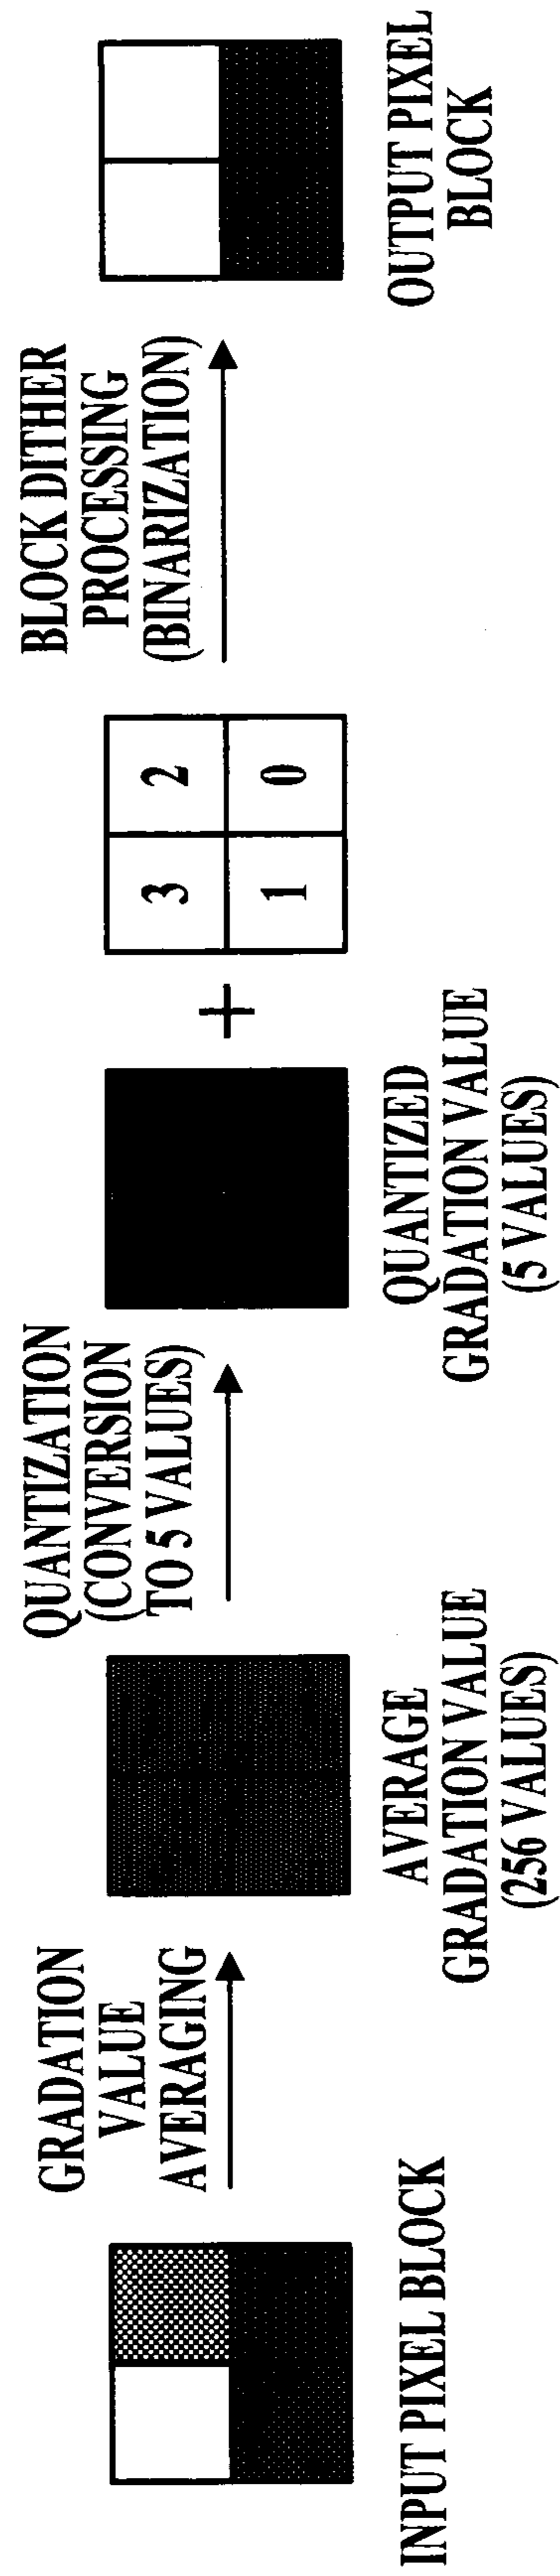 INPUT PIXEL BLOCK
GRADATION
VALUE
AVERAGING
AVERAGE
GRADATION VALUE
(256 VALUES)
QUANTIZATION
(CONVERSION
TO 5 VALUES)
QUANTIZED
GRADATION VALUE
(5 VALUES)
+
3 2
1 0
BLOCK DITHER
PROCESSING
(BINARIZATION)
OUTPUT PIXEL
BLOCK